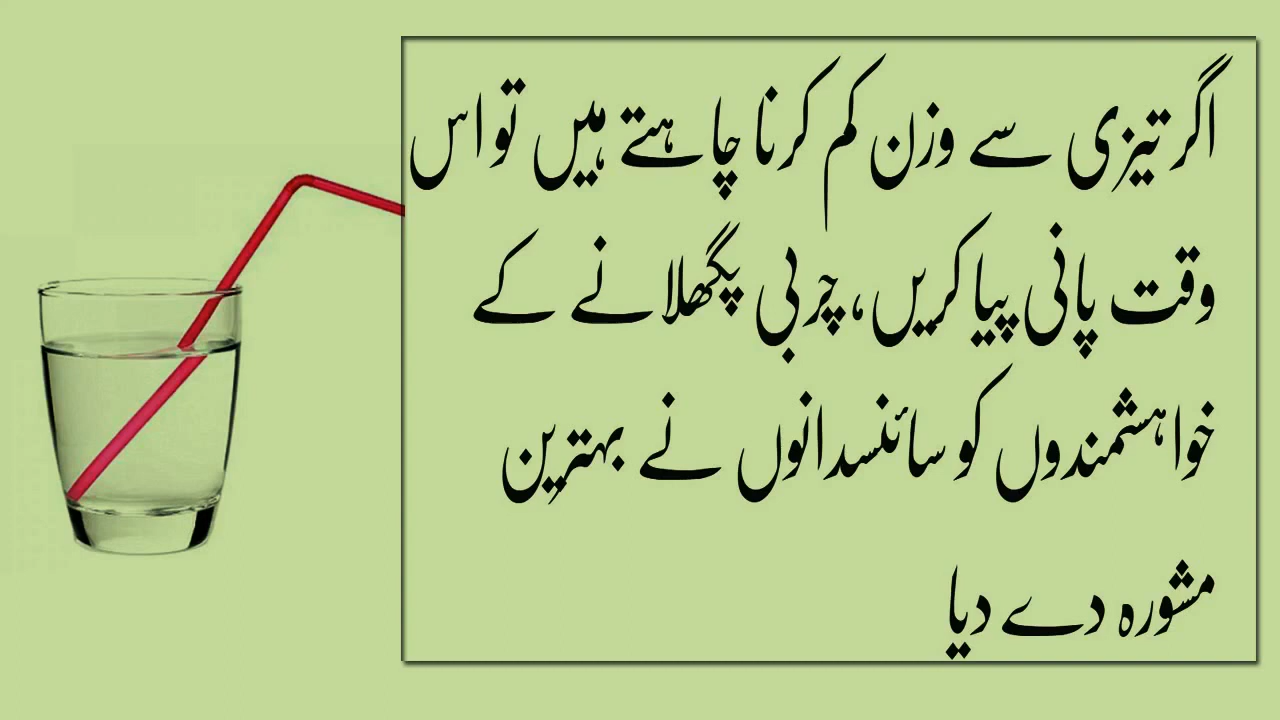 اگر تیزی سے وزن کم کرنا چاہتے ہیں تو اس
وقت پانی پیا کریں، چربی پگھلانے کے
خواہشمندوں کو سائنسدانوں نے بہترین
مشورہ دے دیا